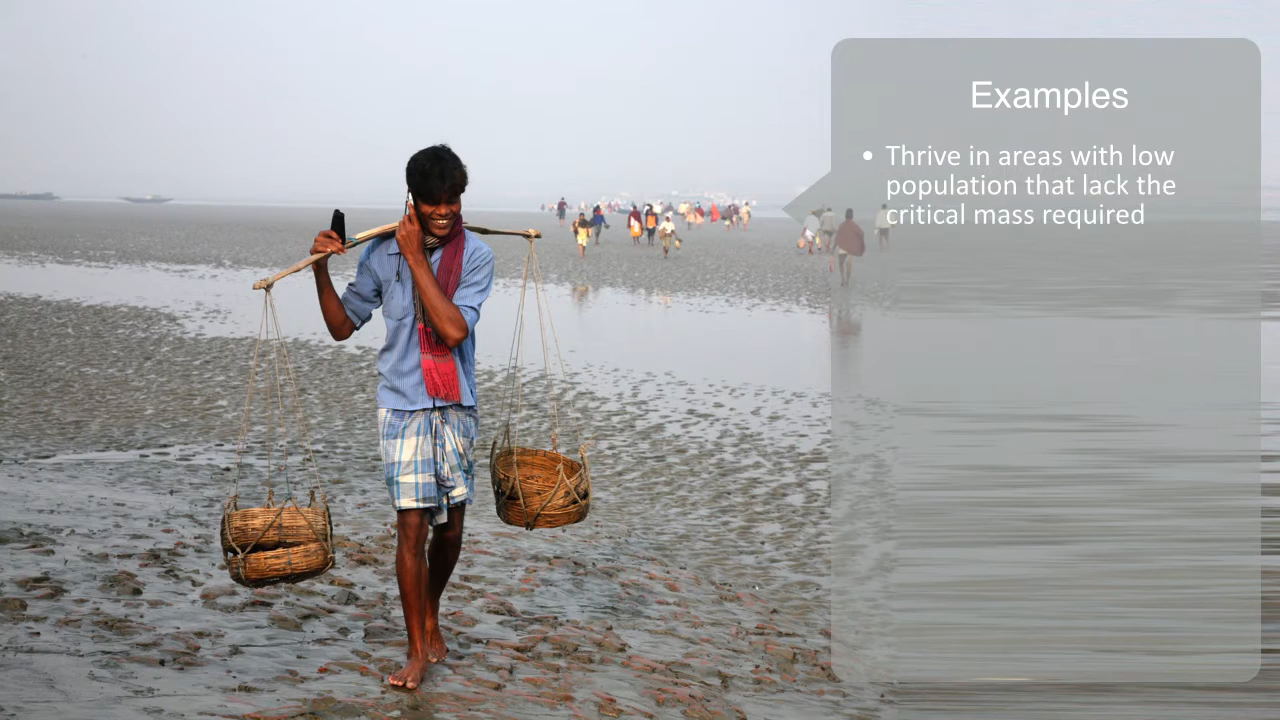 Examples
• Thrive in areas with low
population that lack the
critical mass required